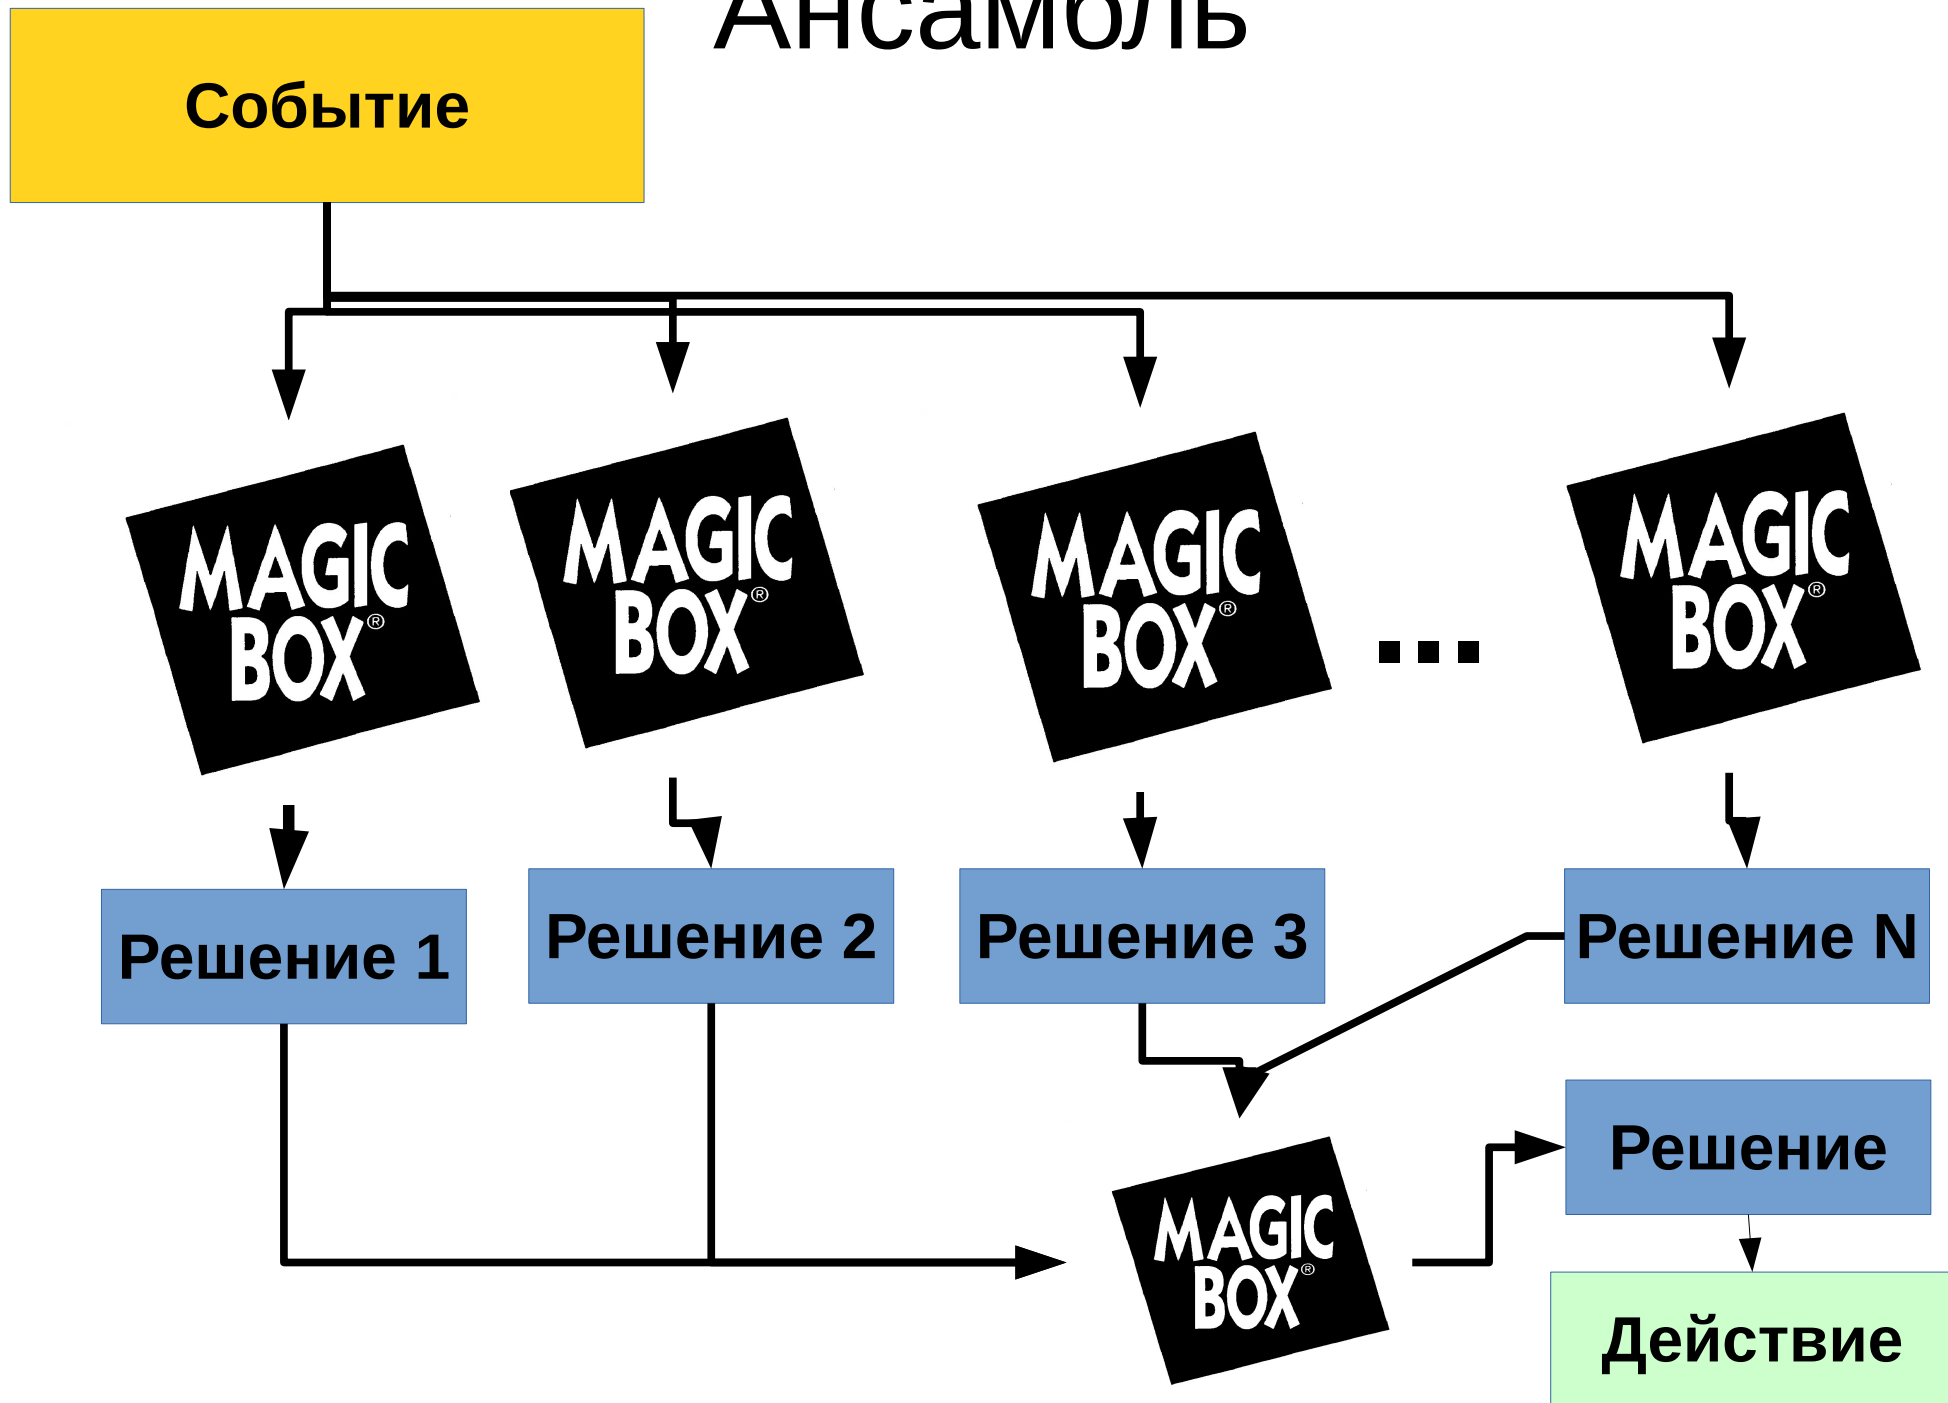 Ансамбль
Событие
MAGIC
BOX®
MAGIC
BOX®
MAGIC
BOX®
...
MAGIC
BOX®
Решение 1
Решение 2
Решение 3
Решение N
MAGIC
BOX®
Решение
Действие